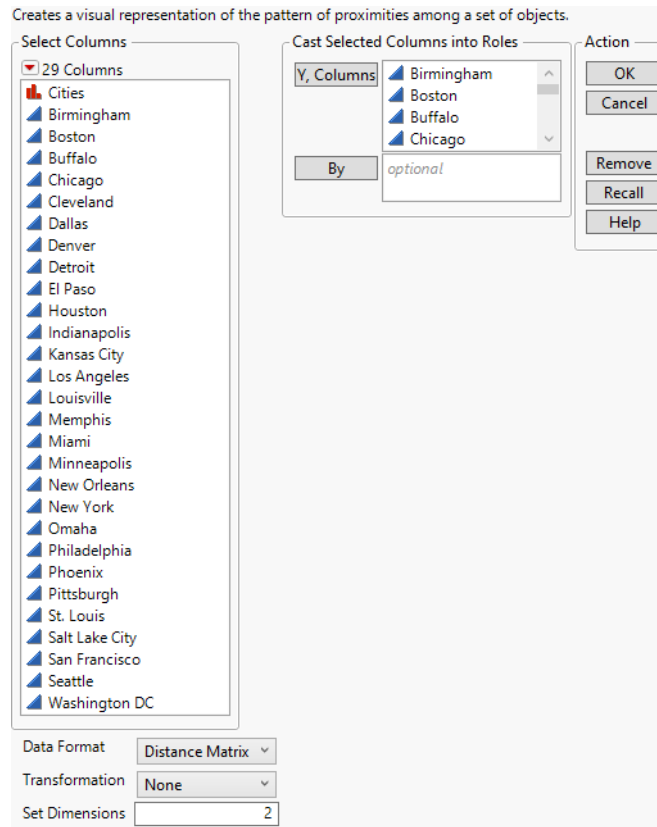 Creates a visual representation of the pattern of proximities among a set of objects.
Select Columns
29 Columns
Cities
Birmingham
Boston
Buffalo
Chicago
Cleveland
Dallas
Denver
Detroit
El Paso
Houston
Indianapolis
Kansas City
Los Angeles
Louisville
Memphis
Miami
Minneapolis
New Orleans
New York
Omaha
Philadelphia
Phoenix
Pittsburgh
St. Louis
Salt Lake City
San Francisco
Seattle
Washington DC
Data Format Distance Matrix
Transformation None
Set Dimensions 2
Cast Selected Columns into Roles
Y, Columns
Birmingham
Boston
Buffalo
Chicago
By optional
Action
OK
Cancel
Remove
Recall
Help